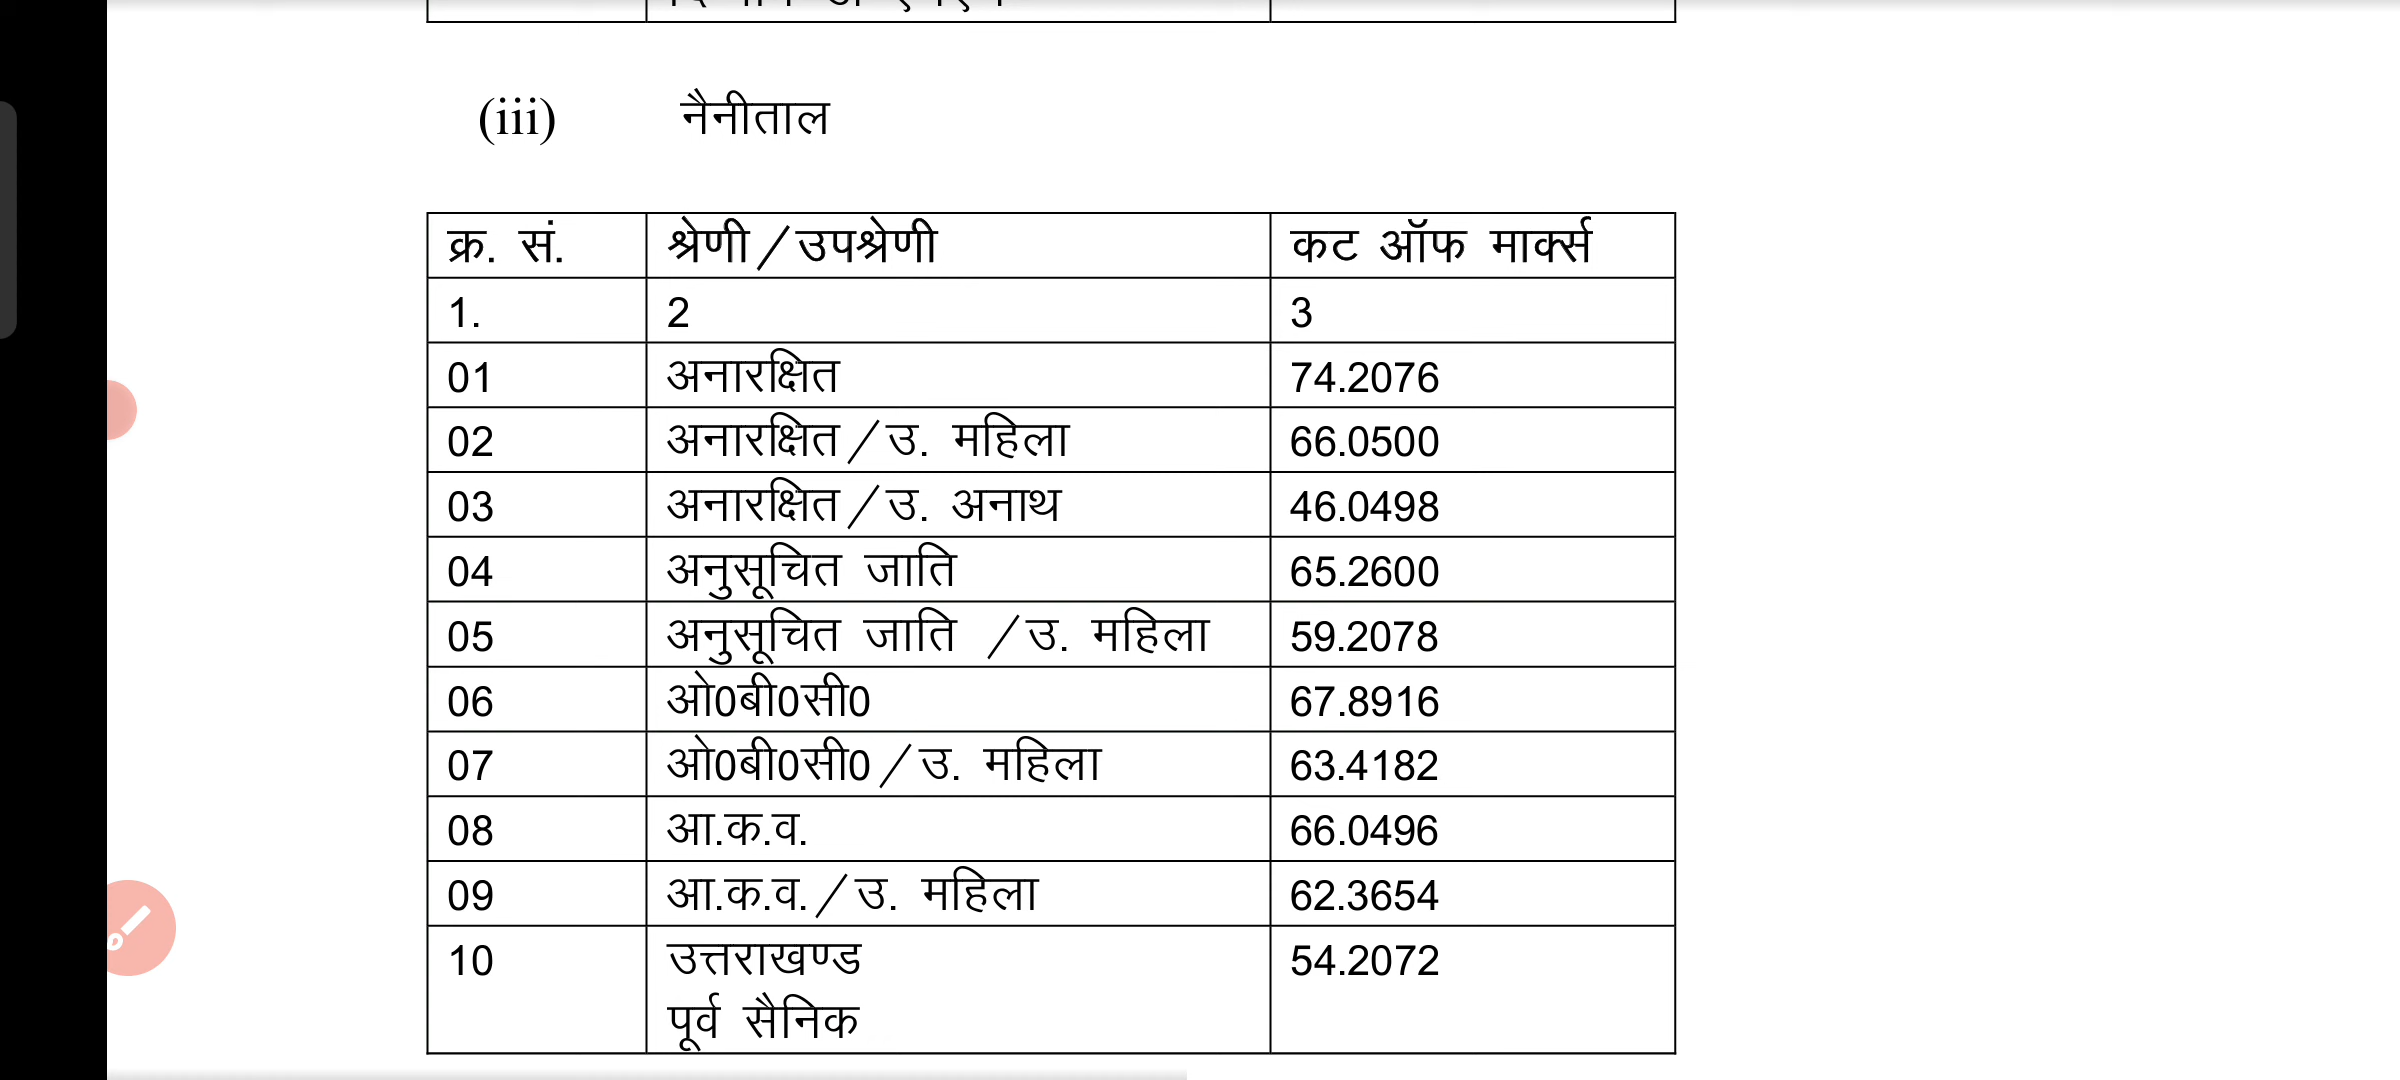 (iii) नैनीताल
क्र. सं. श्रेणी/उपश्रेणी कट ऑफ मार्क्स
1. 2 3
01 अनारक्षित 74.2076
02 अनारक्षित/उ. महिला 66.0500
03 अनारक्षित/उ. अनाथ 46.0498
04 अनुसूचित जाति 65.2600
05 अनुसूचित जाति /उ. महिला 59.2078
06 ओ0बी0सी0 67.8916
07 ओ0बी0सी0/उ. महिला 63.4182
08 आ.क.व. 66.0496
09 आ.क.व./उ. महिला 62.3654
10 उत्तराखण्ड 54.2072
पूर्व सैनिक